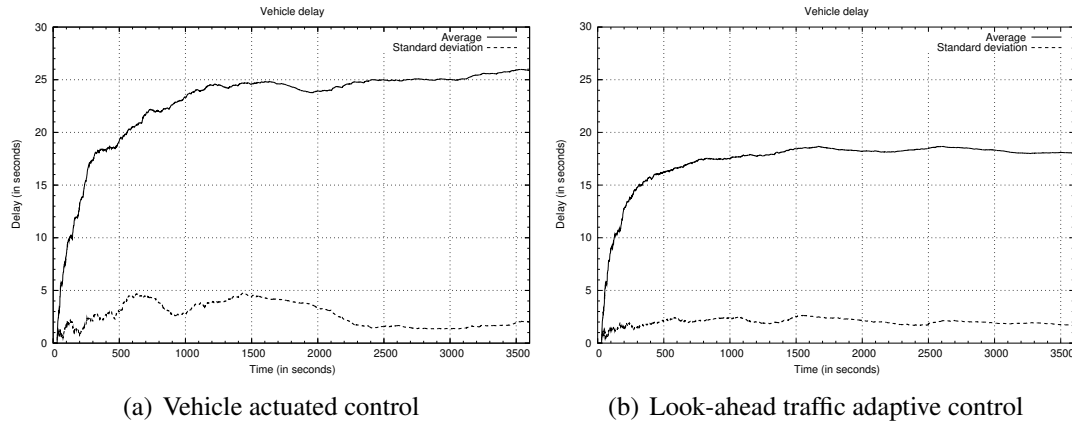 Vehicle delay
Average
Standard deviation
Delay (in seconds)
30
25
20
15
10
5
0
0 500 1000 1500 2000 2500 3000 3500
Time (in seconds)
(a) Vehicle actuated control
Vehicle delay
Average
Standard deviation
Delay (in seconds)
30
25
20
15
10
5
0
0 500 1000 1500 2000 2500 3000 3500
Time (in seconds)
(b) Look-ahead traffic adaptive control